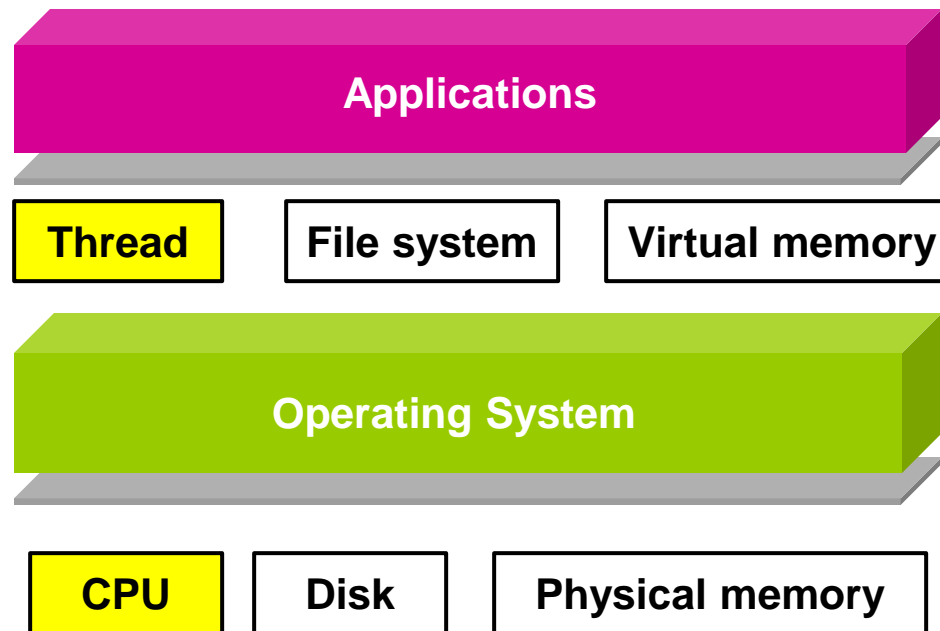 Applications
Thread File system Virtual memory
Operating System
CPU Disk Physical memory